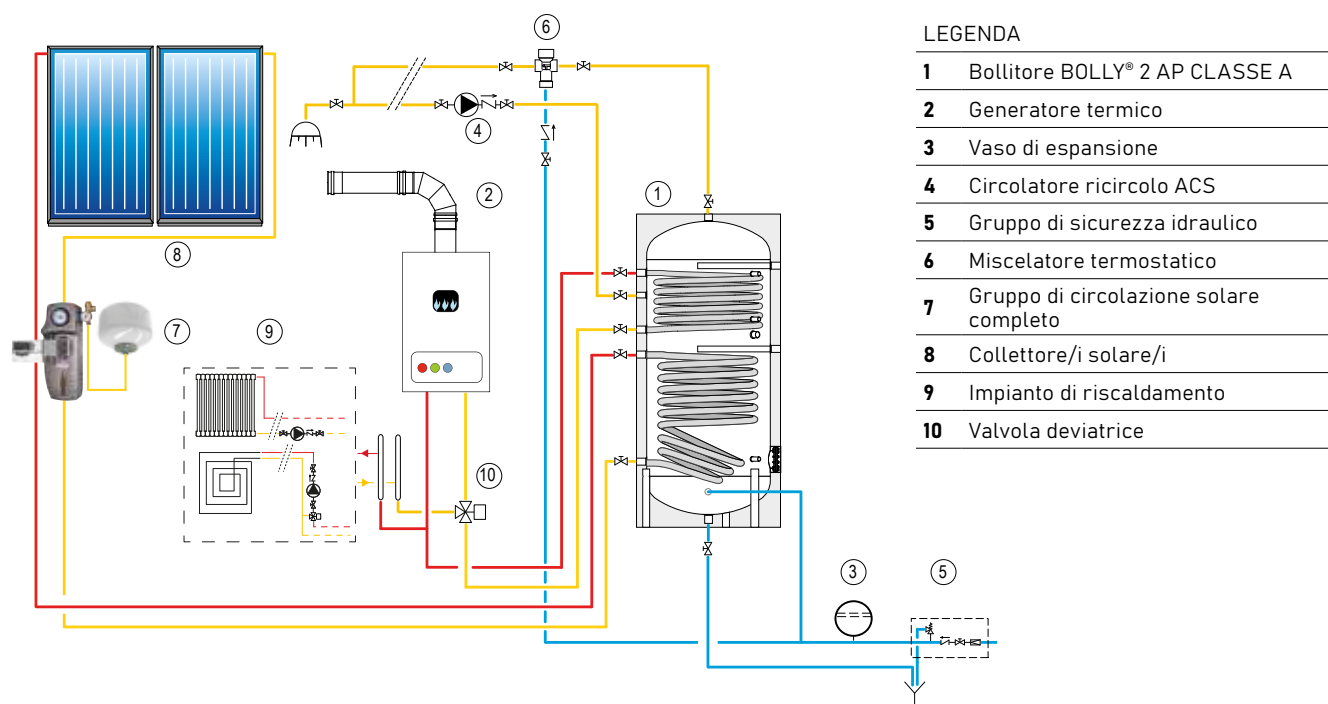 6
4
2
1
8
7
9
10
3
5
LEGENDA
1 Bollitore BOLLY® 2 AP CLASSE A
2 Generatore termico
3 Vaso di espansione
4 Circolatore ricircolo ACS
5 Gruppo di sicurezza idraulico
6 Miscelatore termostatico
7 Gruppo di circolazione solare
completo
8 Collettore/i solare/i
9 Impianto di riscaldamento
10 Valvola deviatrice